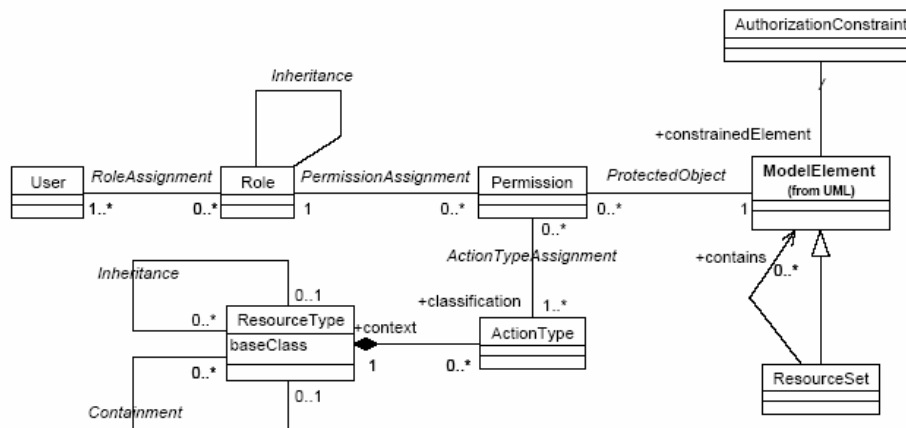 AuthorizationConstraint
Inheritance
/
+constrainedElement
User
RoleAssignment
Role
PermissionAssignment
Permission
ProtectedObject
ModelElement
(from UML)
1..*
0..*
1
0..*
0..*
1
ActionTypeAssignment
+contains
0..*
Inheritance
0..1
+classification
1..*
0..*
ResourceType
+context
ActionType
baseClass
1
0..*
0..*
0..1
ResourceSet
Containment